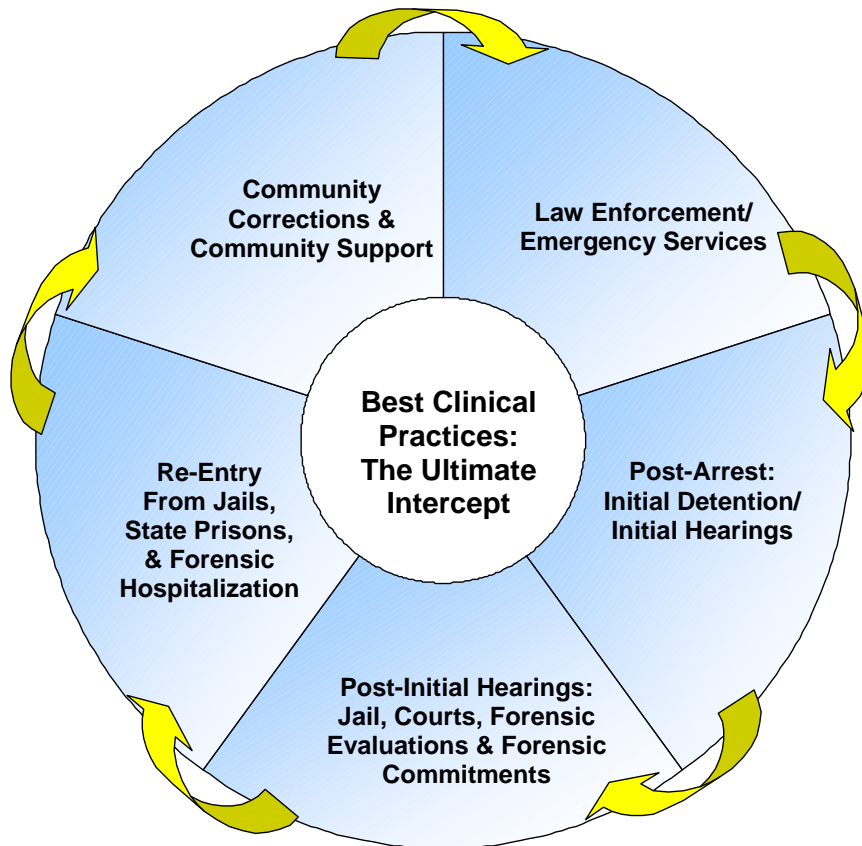 Community
Corrections &
Community Support
Law Enforcement/
Emergency Services
Best Clinical
Practices:
The Ultimate
Intercept
Re-Entry
From Jails,
State Prisons,
& Forensic
Hospitalization
Post-Arrest:
Initial Detention/
Initial Hearings
Post-Initial Hearings:
Jail, Courts, Forensic
Evaluations & Forensic
Commitments